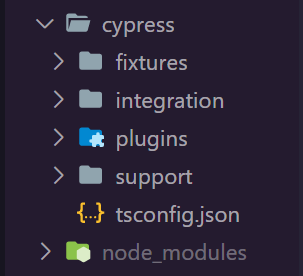 cypress
fixtures
integration
plugins
support
tsconfig.json
node_modules